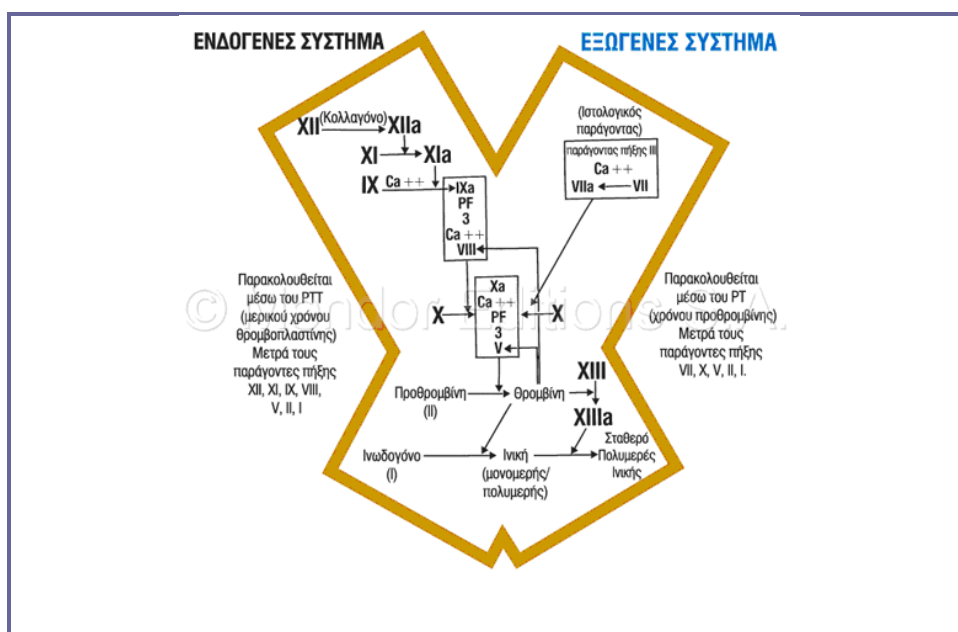 ΕΝΔΟΓΕΝΕΣ ΣΥΣΤΗΜΑ
ΕΞΩΓΕΝΕΣ ΣΥΣΤΗΜΑ
XII (Κολλαγόνο) XIIa
XI XIa
IX Ca ++ IXa
PF
3
Ca ++
VIII
(Ιστολογικός
παράγοντας)
παράγοντας πήξης III
Ca ++
VIIa VII
Παρακολουθείται
μέσω του PTT
(μερικού χρόνου
θρομβοπλαστίνης)
Μετρά τους
παράγοντες πήξης
XII, XI, IX, VIII,
V, II, I
X
Xa
Ca ++
PF
3
V
X
Παρακολουθείται
μέσω του PT
(χρόνου προθρομβίνης)
Μετρά τους
παράγοντες πήξης
VII, X, V, II, I.
Προθρομβίνη
(II)
Θρομβίνη
XIII
XIIIa
Ινωδογόνο
(I)
Ινική
(μονομερής/
πολυμερής)
Σταθερό
Πολυμερές
Ινικής